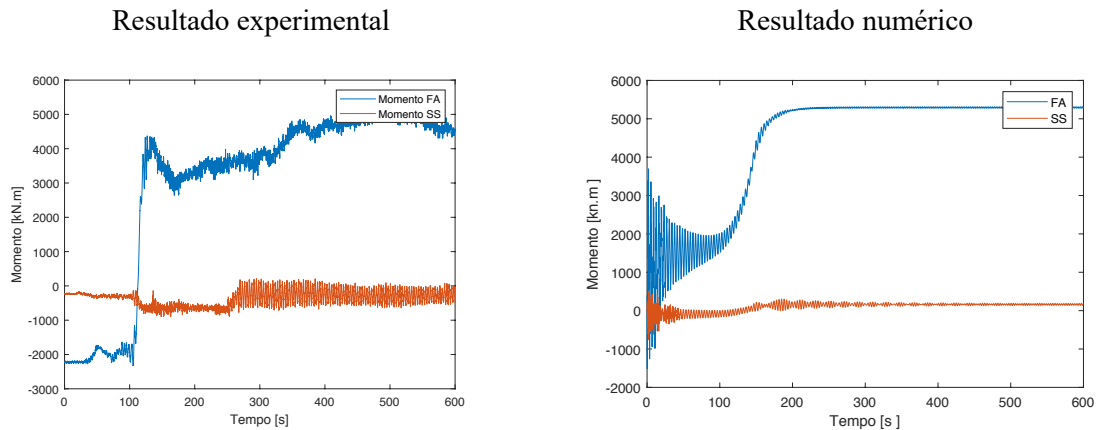 Resultado experimental
Resultado numérico
6000
5000
4000
3000
2000
1000
0
-1000
-2000
-3000
Momento [kN.m]
Momento FA
Momento SS
0 100 200 300 400 500 600
Tempo [s]
6000
5000
4000
3000
2000
1000
0
-1000
-2000
Momento [kn.m ]
FA
SS
0 100 200 300 400 500 600
Tempo [s ]